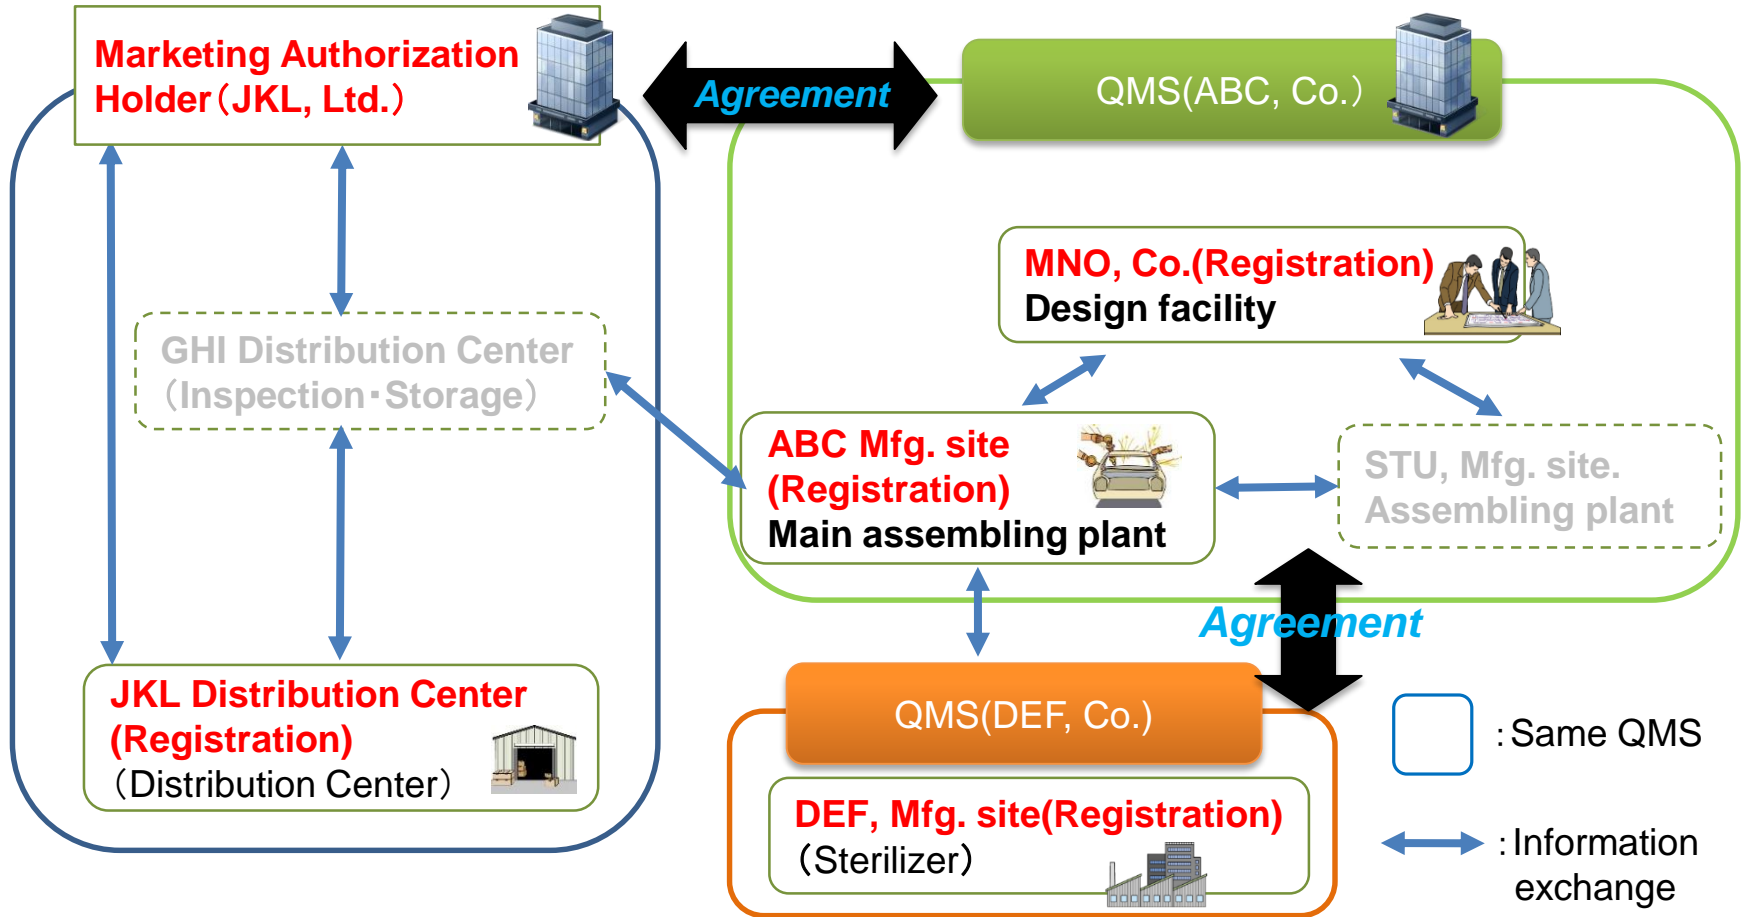 Marketing Authorization
Holder（JKL, Ltd.）
Agreement
QMS(ABC, Co.）
MNO, Co.(Registration)
Design facility
GHI Distribution Center
（Inspection・Storage）
ABC Mfg. site
(Registration)
Main assembling plant
STU, Mfg. site.
Assembling plant
Agreement
JKL Distribution Center
(Registration)
（Distribution Center）
QMS(DEF, Co.)
DEF, Mfg. site(Registration)
（Sterilizer）
：Same QMS
：Information
exchange